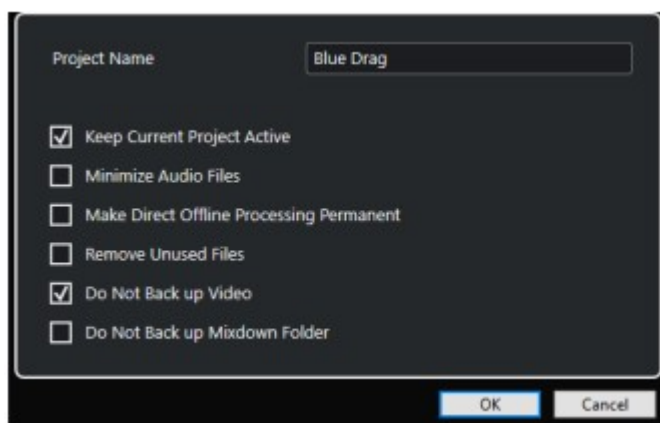 Project Name
Blue Drag
Keep Current Project Active
Minimize Audio Files
Make Direct Offline Processing Permanent
Remove Unused Files
Do Not Back up Video
Do Not Back up Mixdown Folder
OK
Cancel